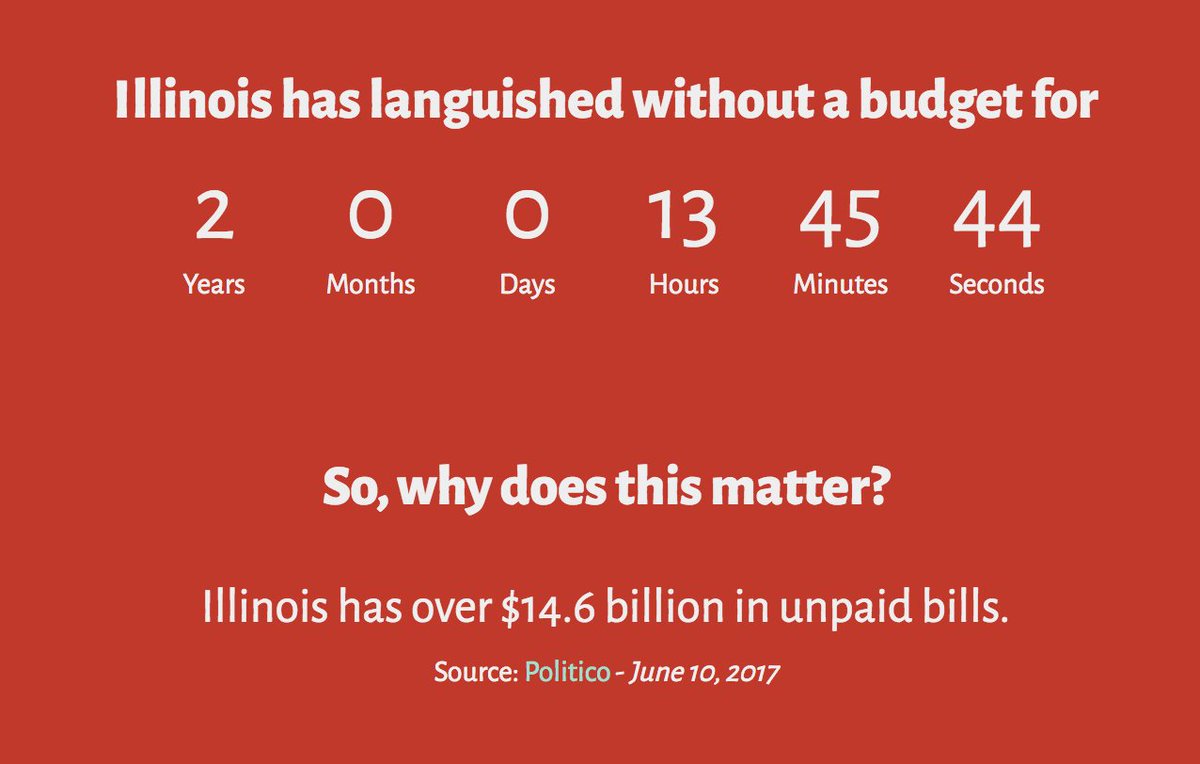 Illinois has languished without a budget for
2 0 0 13 45 44
Years Months Days Hours Minutes Seconds
So, why does this matter?
Illinois has over $14.6 billion in unpaid bills.
Source: Politico - June 10, 2017